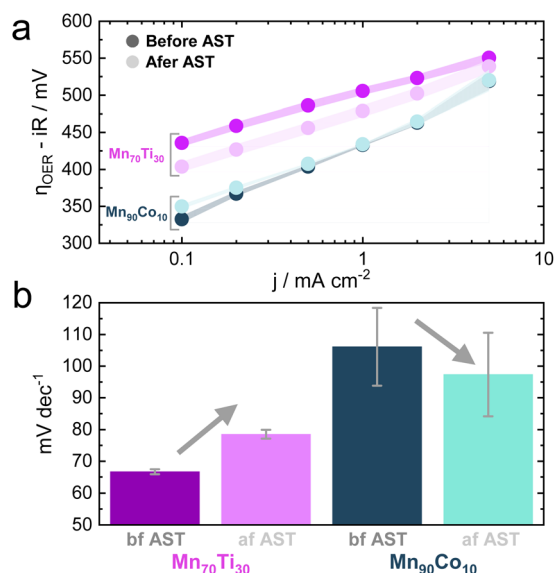 a
600
550
500
450
400
350
300
ηOER - iR / mV
Before AST
Afer AST
Mn70Ti30
Mn90Co10
0.1
1
10
j / mA cm-2
b
120
110
100
90
80
70
60
50
mV dec-1
bf AST
af AST
bf AST
af AST
Mn70Ti30
Mn90Co10